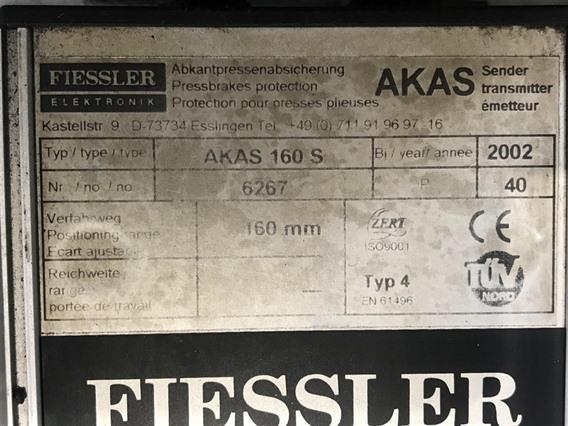 FIESSLER
ELEKTRONIK
Abkantpressenabsicherung
Pressbrakes protection
Protection pour presses plieuses
AKAS
Sender
transmitter
émetteur
Kastellstr 9 D-73734 Esslingen Tel. +49 (0) 711 91 96 97 16
Typ / type / type AKAS 160 S Bj / year/ année 2002
Nr / no / no 6267 P 40
Verfahrweg
Positioning range
Ecart ajustable
160 mm
ZERT
ISO9001
CE
Reichweite
range
portée de travail
—
Typ 4
EN 61496
TÜV
NORD
FIESSLER